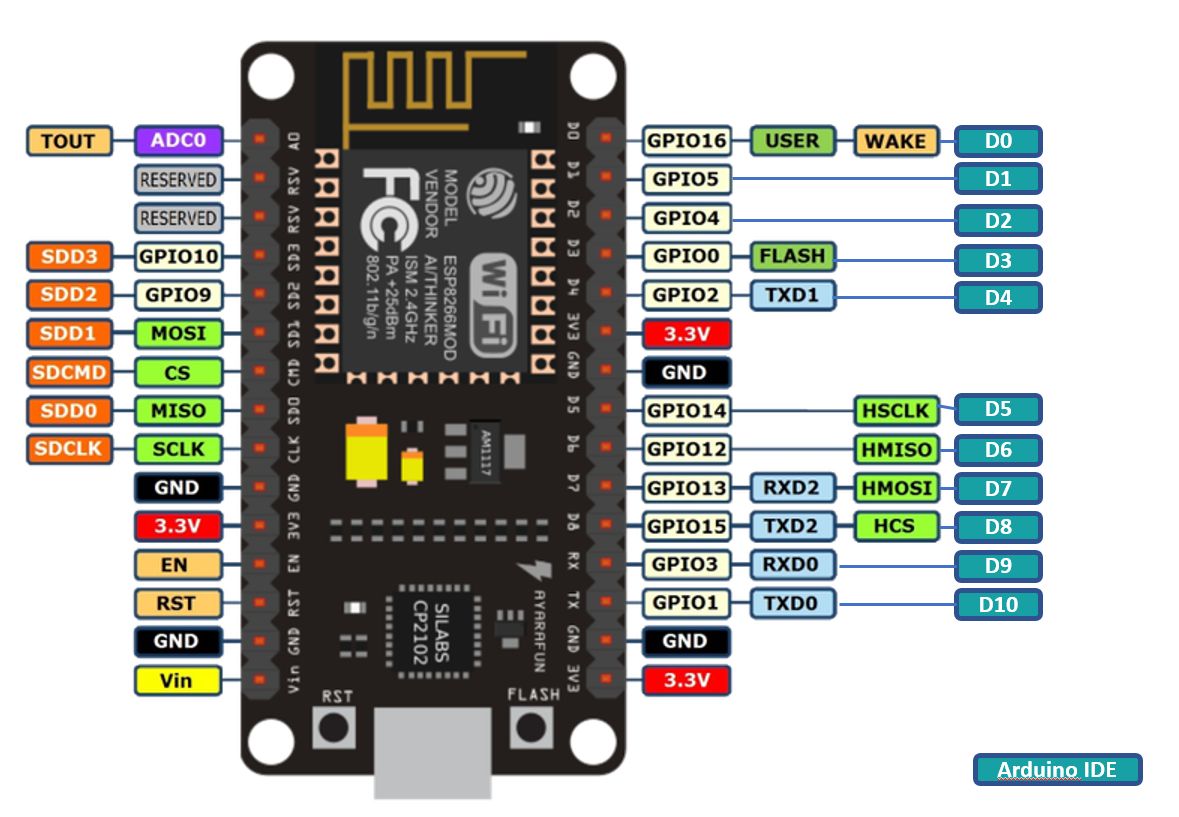 TOUT ADC0 A0 D0 GPIO16 USER WAKE D0
RESERVED RSV D1 GPIO5 D1
RESERVED RSV D2 GPIO4 D2
SDD3 GPIO10 SD3 D3 GPIO0 FLASH D3
SDD2 GPIO9 SD2 D4 GPIO2 TXD1 D4
SDD1 MOSI SD1 3V3 3.3V
SDCMD CS CMD GND GND
SDD0 MISO SD0 D5 GPIO14 HSCLK D5
SDCLK SCLK CLK D6 GPIO12 HMISO D6
GND GND D7 GPIO13 RXD2 HMOSI D7
3.3V 3V3 D8 GPIO15 TXD2 HCS D8
EN EN RX GPIO3 RXD0 D9
RST RST TX GPIO1 TXD0 D10
GND GND GND GND
Vin Vin 3V3 3.3V
FC
MODEL
VENDOR
ESP8266MOD
AI/THINKER
ISM 2.4GHz
PA +25dBm
802.11b/g/n
Wi Fi
AM1117
SILABS
CP2102
AYARAFUN
RST
FLASH
Arduino IDE